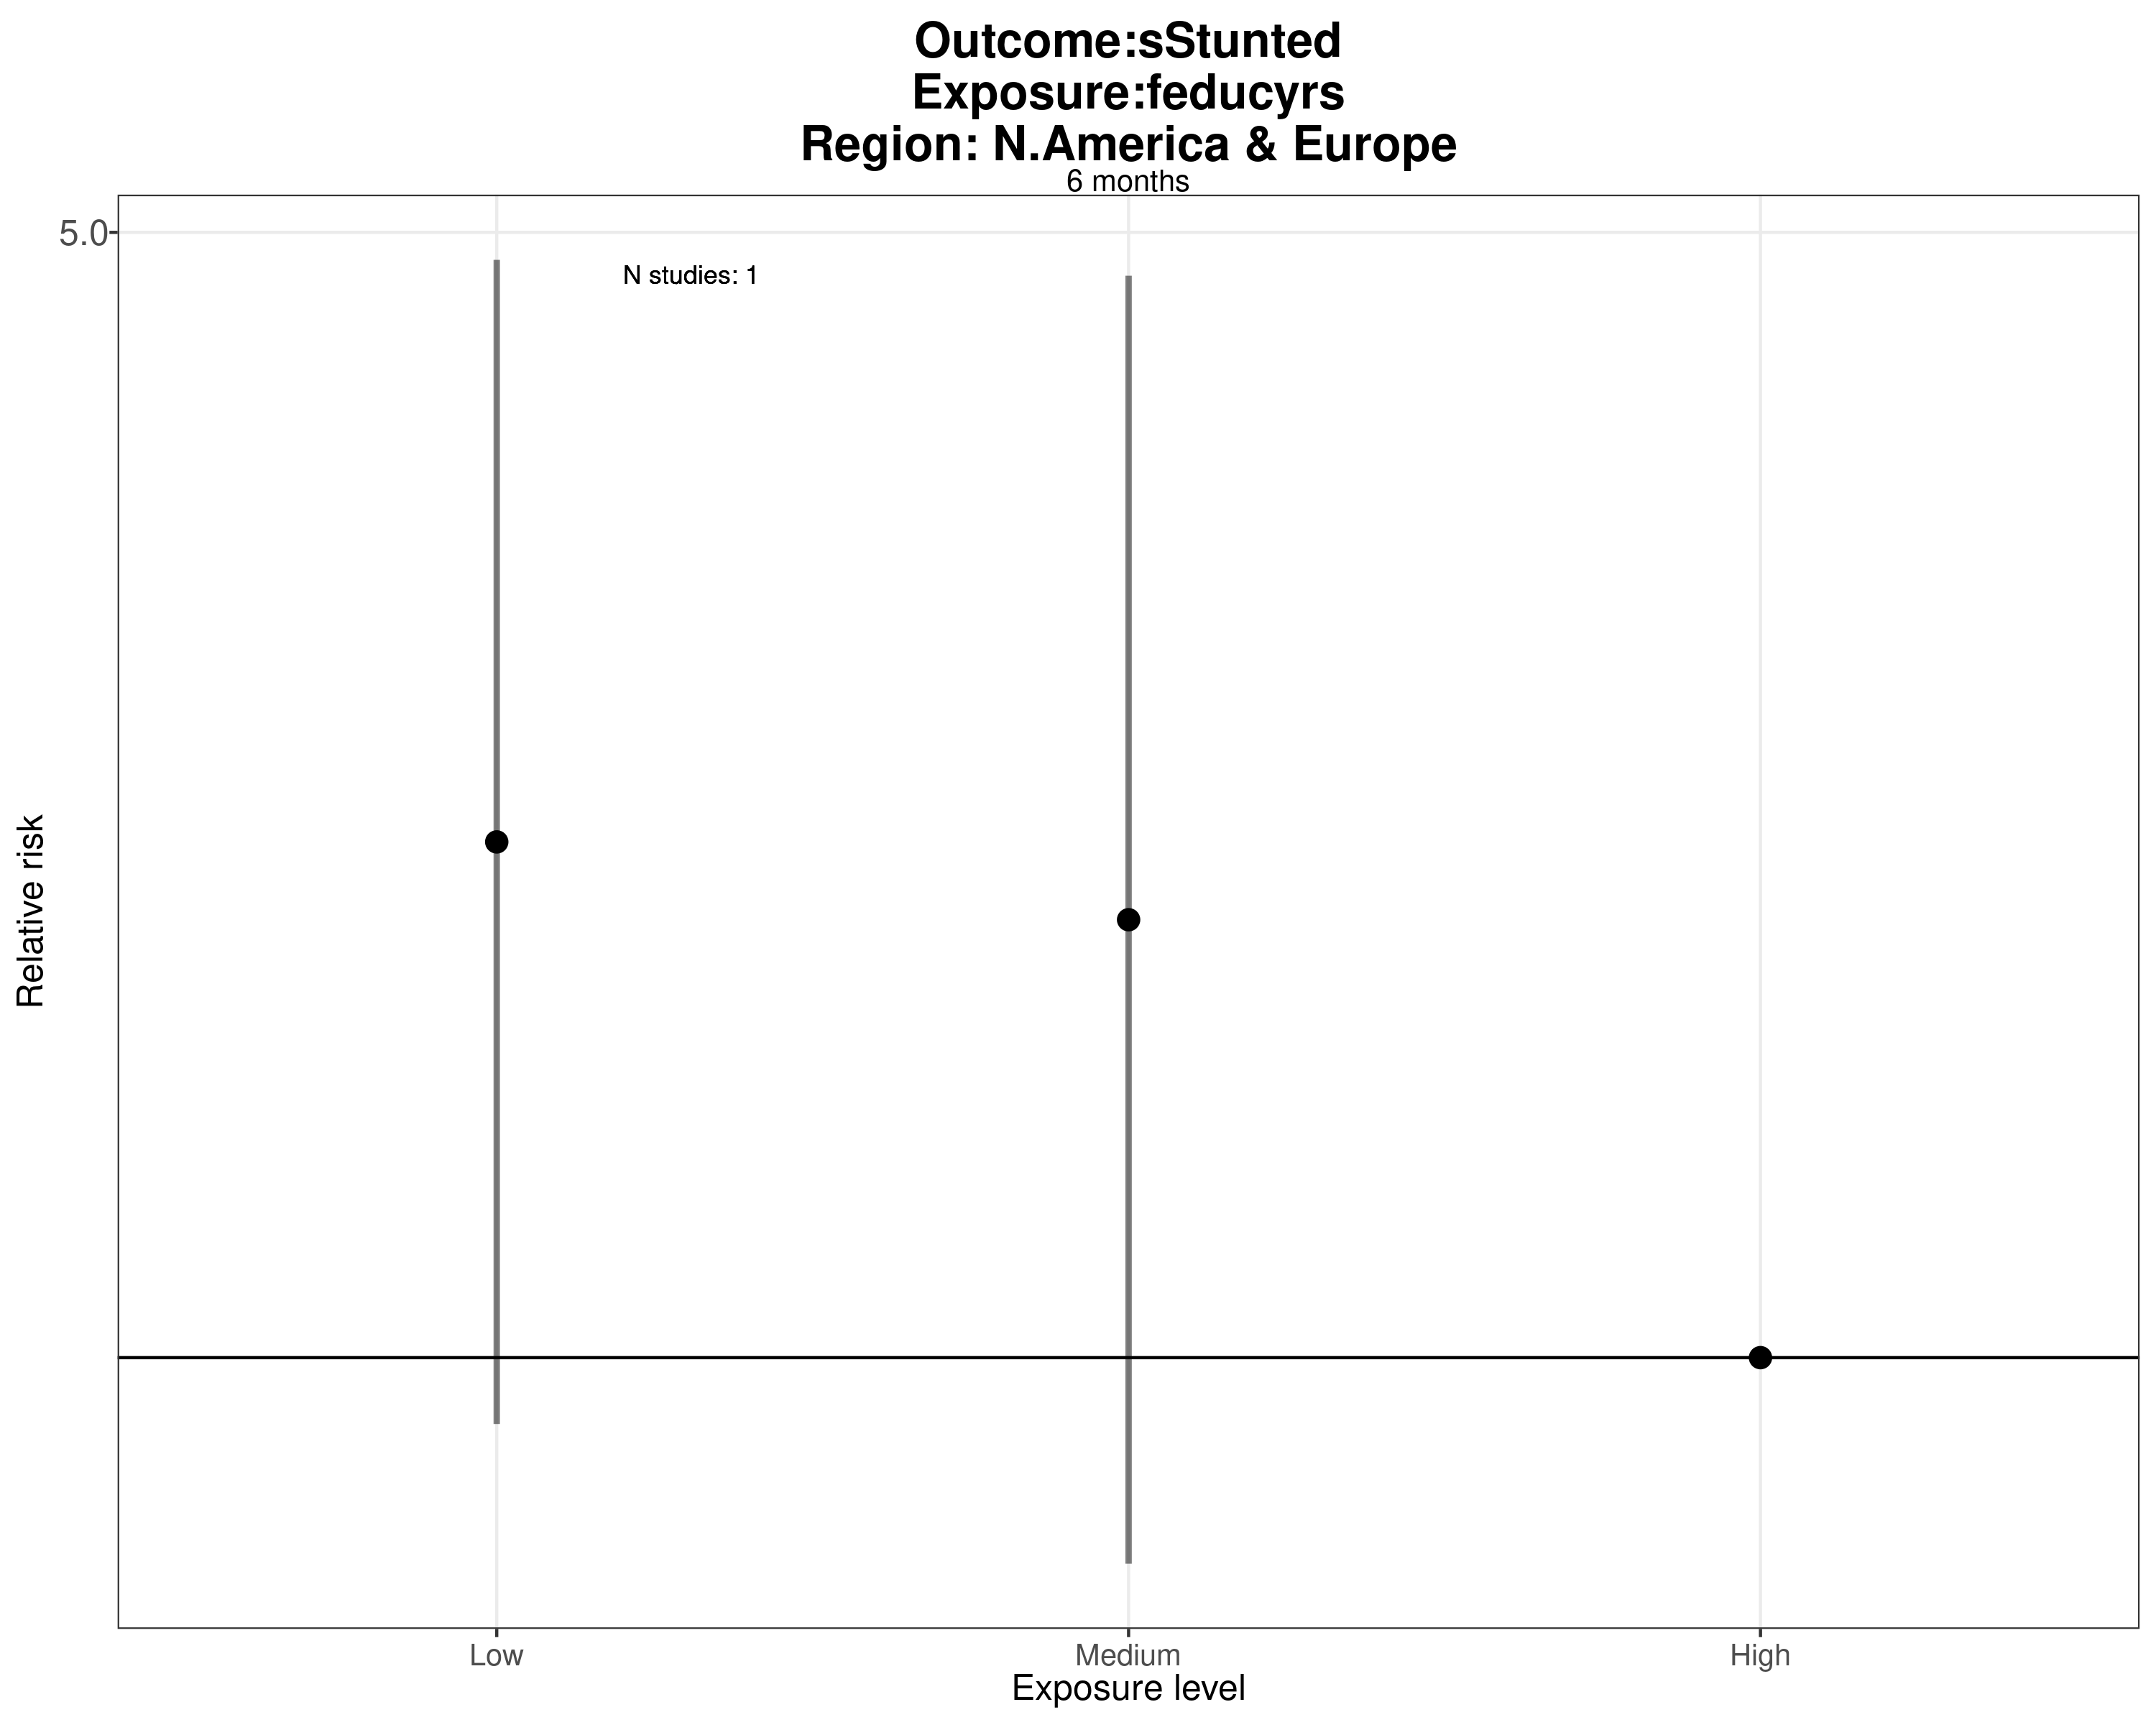 Outcome:sStunted
Exposure:feducyrs
Region: N.America & Europe
6 months
5.0
N studies: 1
Relative risk
Low Medium High
Exposure level